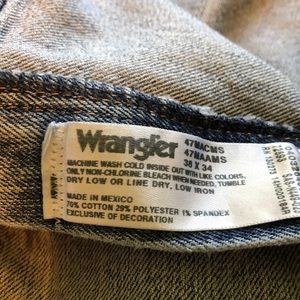 Wrangler
47MACMS
47MAAMS
38 X 34
MACHINE WASH COLD INSIDE OUT WITH LIKE COLORS,
ONLY NON-CHLORINE BLEACH WHEN NEEDED, TUMBLE
DRY LOW OR LINE DRY, LOW IRON
MADE IN MEXICO
70% COTTON 29% POLYESTER 1% SPANDEX
EXCLUSIVE OF DECORATION